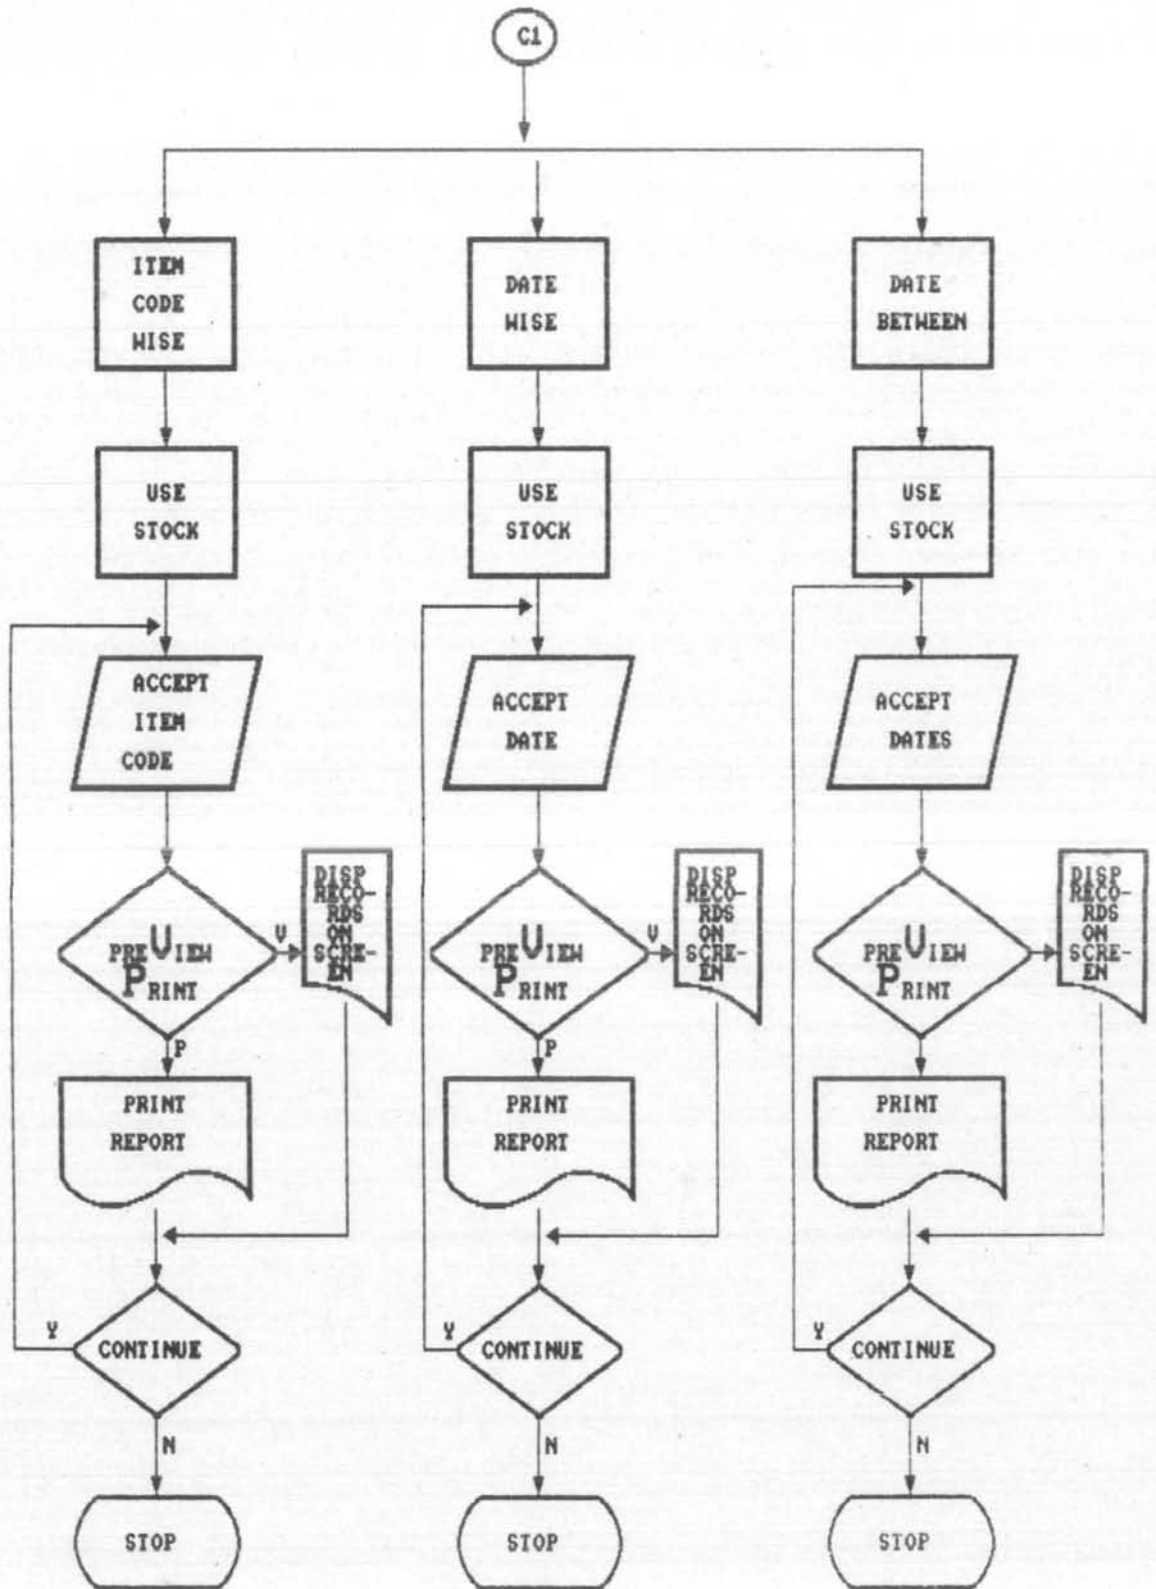 C1
ITEM
CODE
WISE
DATE
WISE
DATE
BETWEEN
USE
STOCK
USE
STOCK
USE
STOCK
ACCEPT
ITEM
CODE
ACCEPT
DATE
ACCEPT
DATES
PREVIEW
PRINT
V
DISP
RECO-
RDS
ON
SCRE-
EN
PREVIEW
PRINT
V
DISP
RECO-
RDS
ON
SCRE-
EN
PREVIEW
PRINT
DISP
RECO-
RDS
ON
SCRE-
EN
P
P
PRINT
REPORT
PRINT
REPORT
PRINT
REPORT
Y
CONTINUE
Y
CONTINUE
Y
CONTINUE
N
N
N
STOP
STOP
STOP